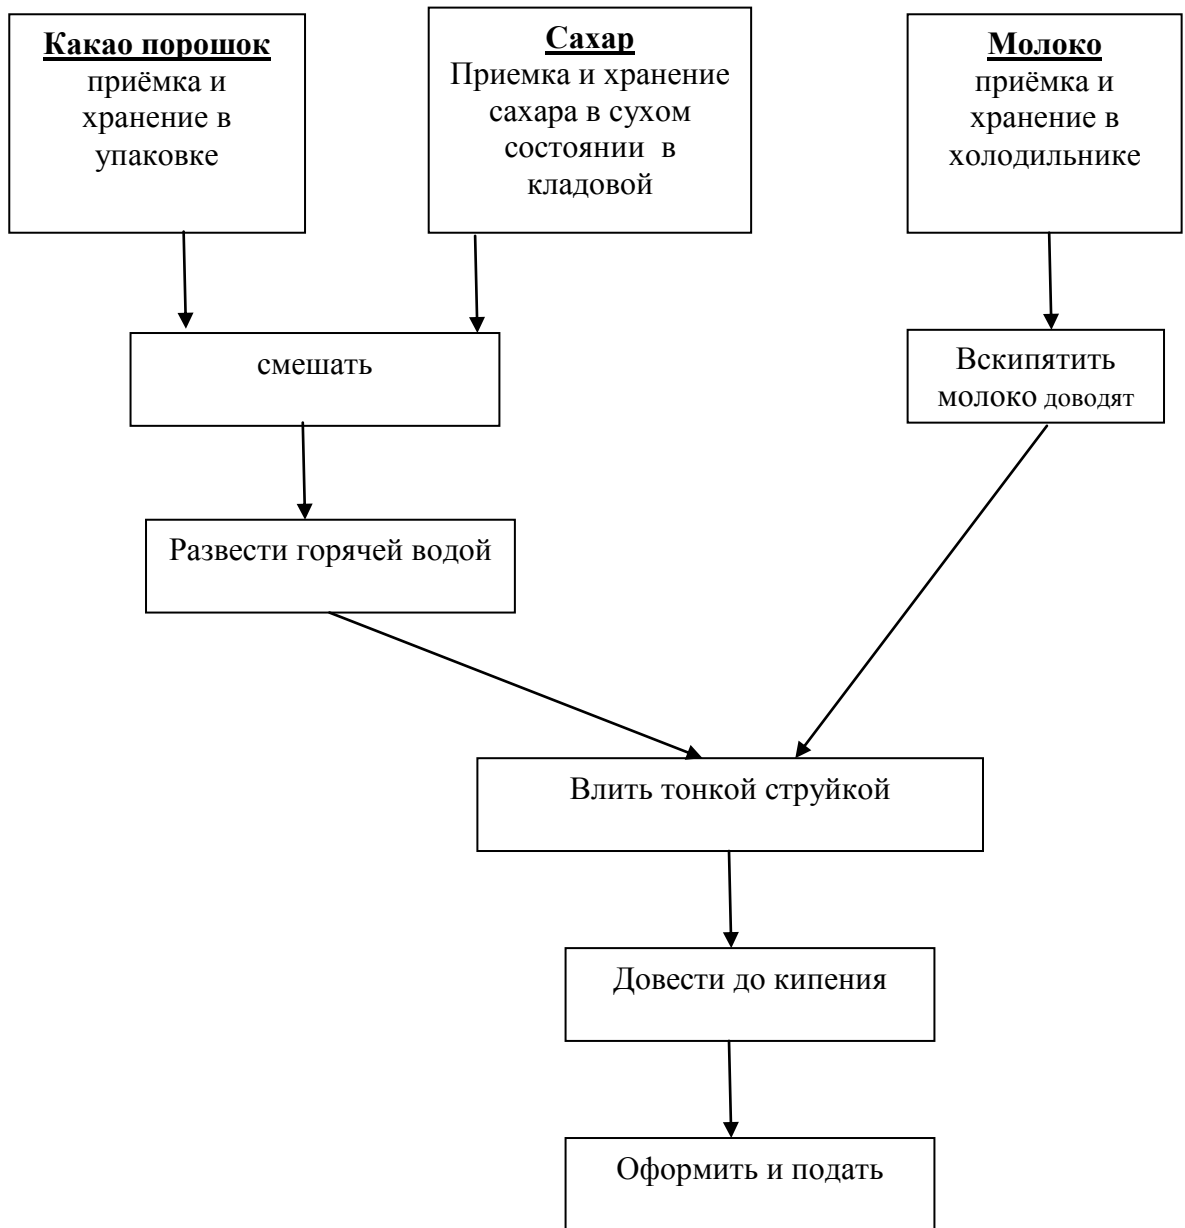 Какао порошок
приёмка и
хранение в
упаковке
Сахар
Приемка и хранение
сахара в сухом
состоянии в
кладовой
Молоко
приёмка и
хранение в
холодильнике
смешать
Вскипятить
молоко доводят
Развести горячей водой
Влить тонкой струйкой
Довести до кипения
Оформить и подать